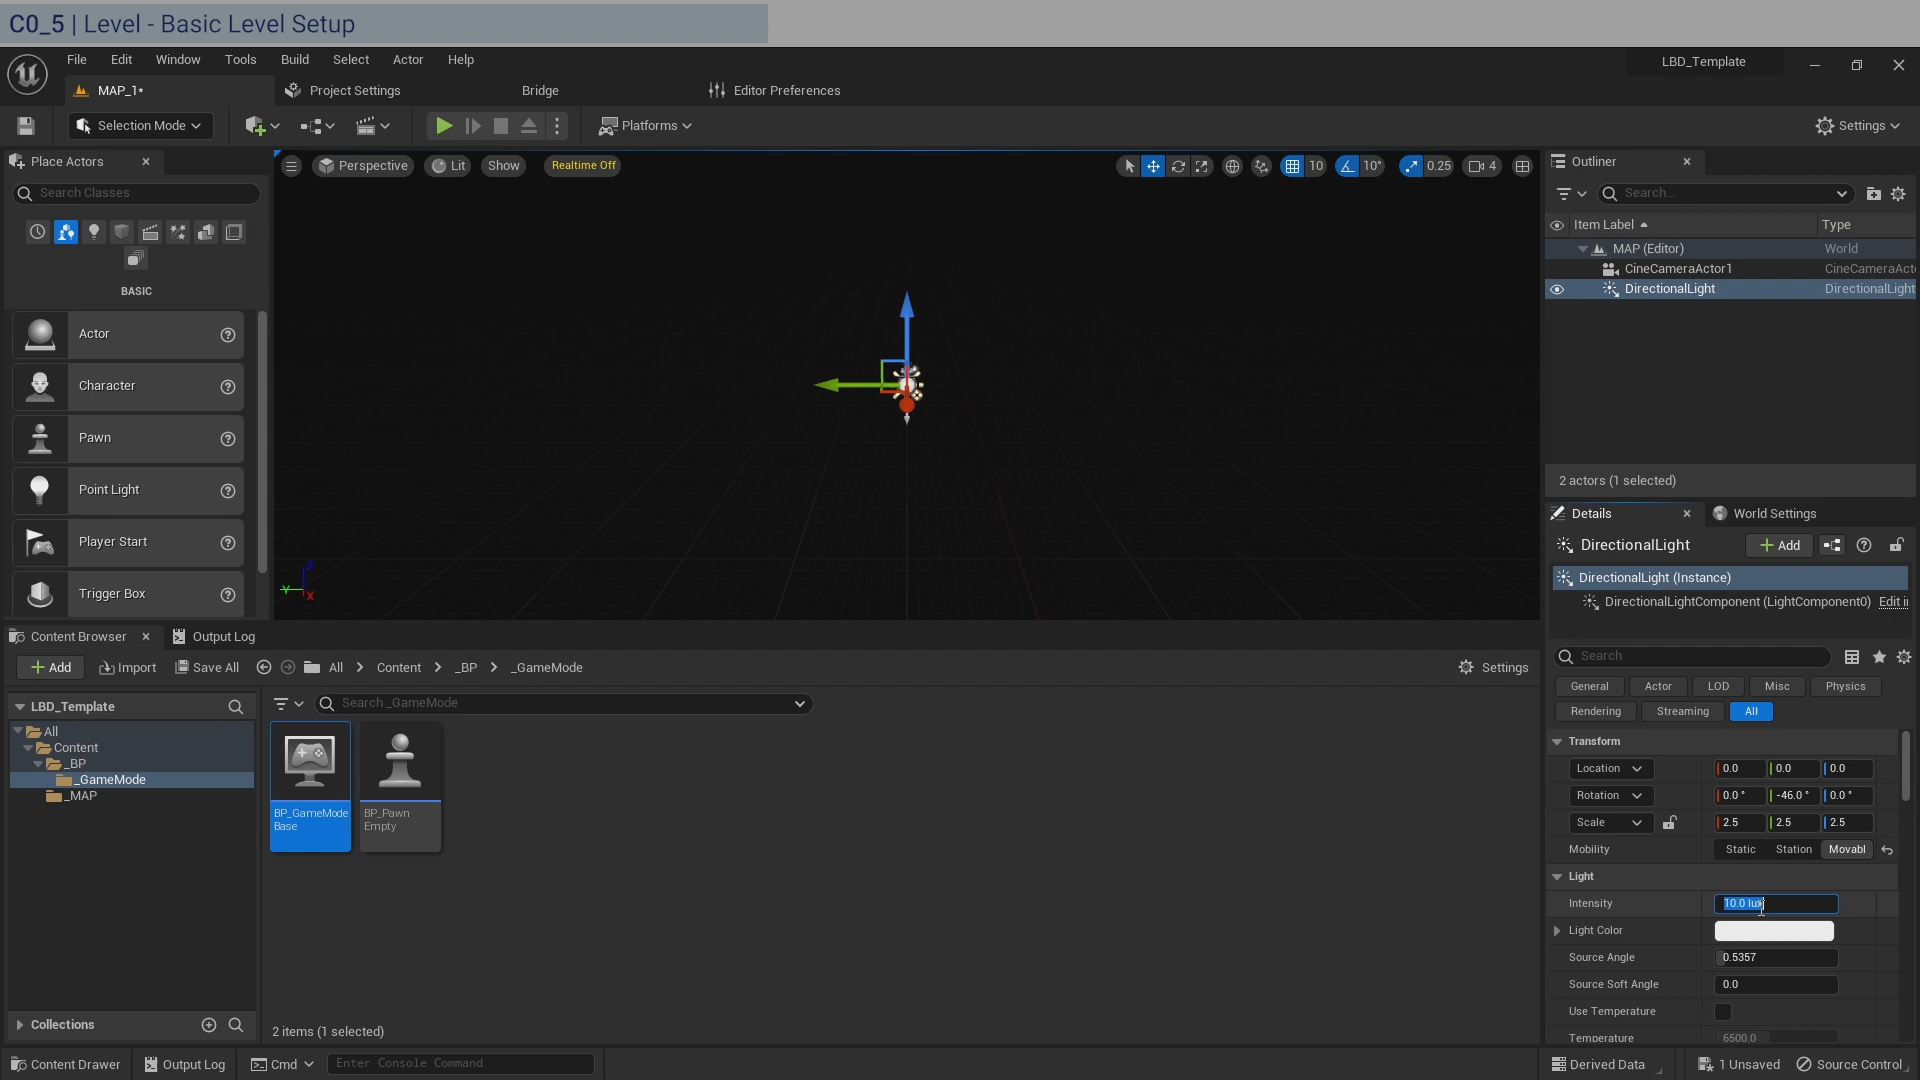 C0_5 | Level - Basic Level Setup
File Edit Window Tools Build Select Actor Help
LBD_Template
MAP_1* Project Settings Bridge Editor Preferences
Selection Mode Platforms Settings
Place Actors
Search Classes
BASIC
Actor
Character
Pawn
Point Light
Player Start
Trigger Box
Perspective Lit Show Realtime Off 10 10° 0.25 4
Z
Y
X
Outliner
Search...
Item Label Type
MAP (Editor) World
CineCameraActor1 CineCameraAct
DirectionalLight DirectionalLight
2 actors (1 selected)
Details World Settings
DirectionalLight Add
DirectionalLight (Instance)
DirectionalLightComponent (LightComponent0) Edit i
Search
General Actor LOD Misc Physics
Rendering Streaming All
Transform
Location 0.0 0.0 0.0
Rotation 0.0 ° -46.0 ° 0.0 °
Scale 2.5 2.5 2.5
Mobility Static Station Movabl
Light
Intensity 10.0 lux
Light Color
Source Angle 0.5357
Source Soft Angle 0.0
Use Temperature
Temperature 6500.0
Content Browser Output Log
Add Import Save All All Content _BP _GameMode Settings
LBD_Template
All
Content
_BP
_GameMode
_MAP
Collections
Search _GameMode
BP_GameMode
Base
BP_Pawn
Empty
2 items (1 selected)
Content Drawer Output Log Cmd Enter Console Command Derived Data 1 Unsaved Source Control